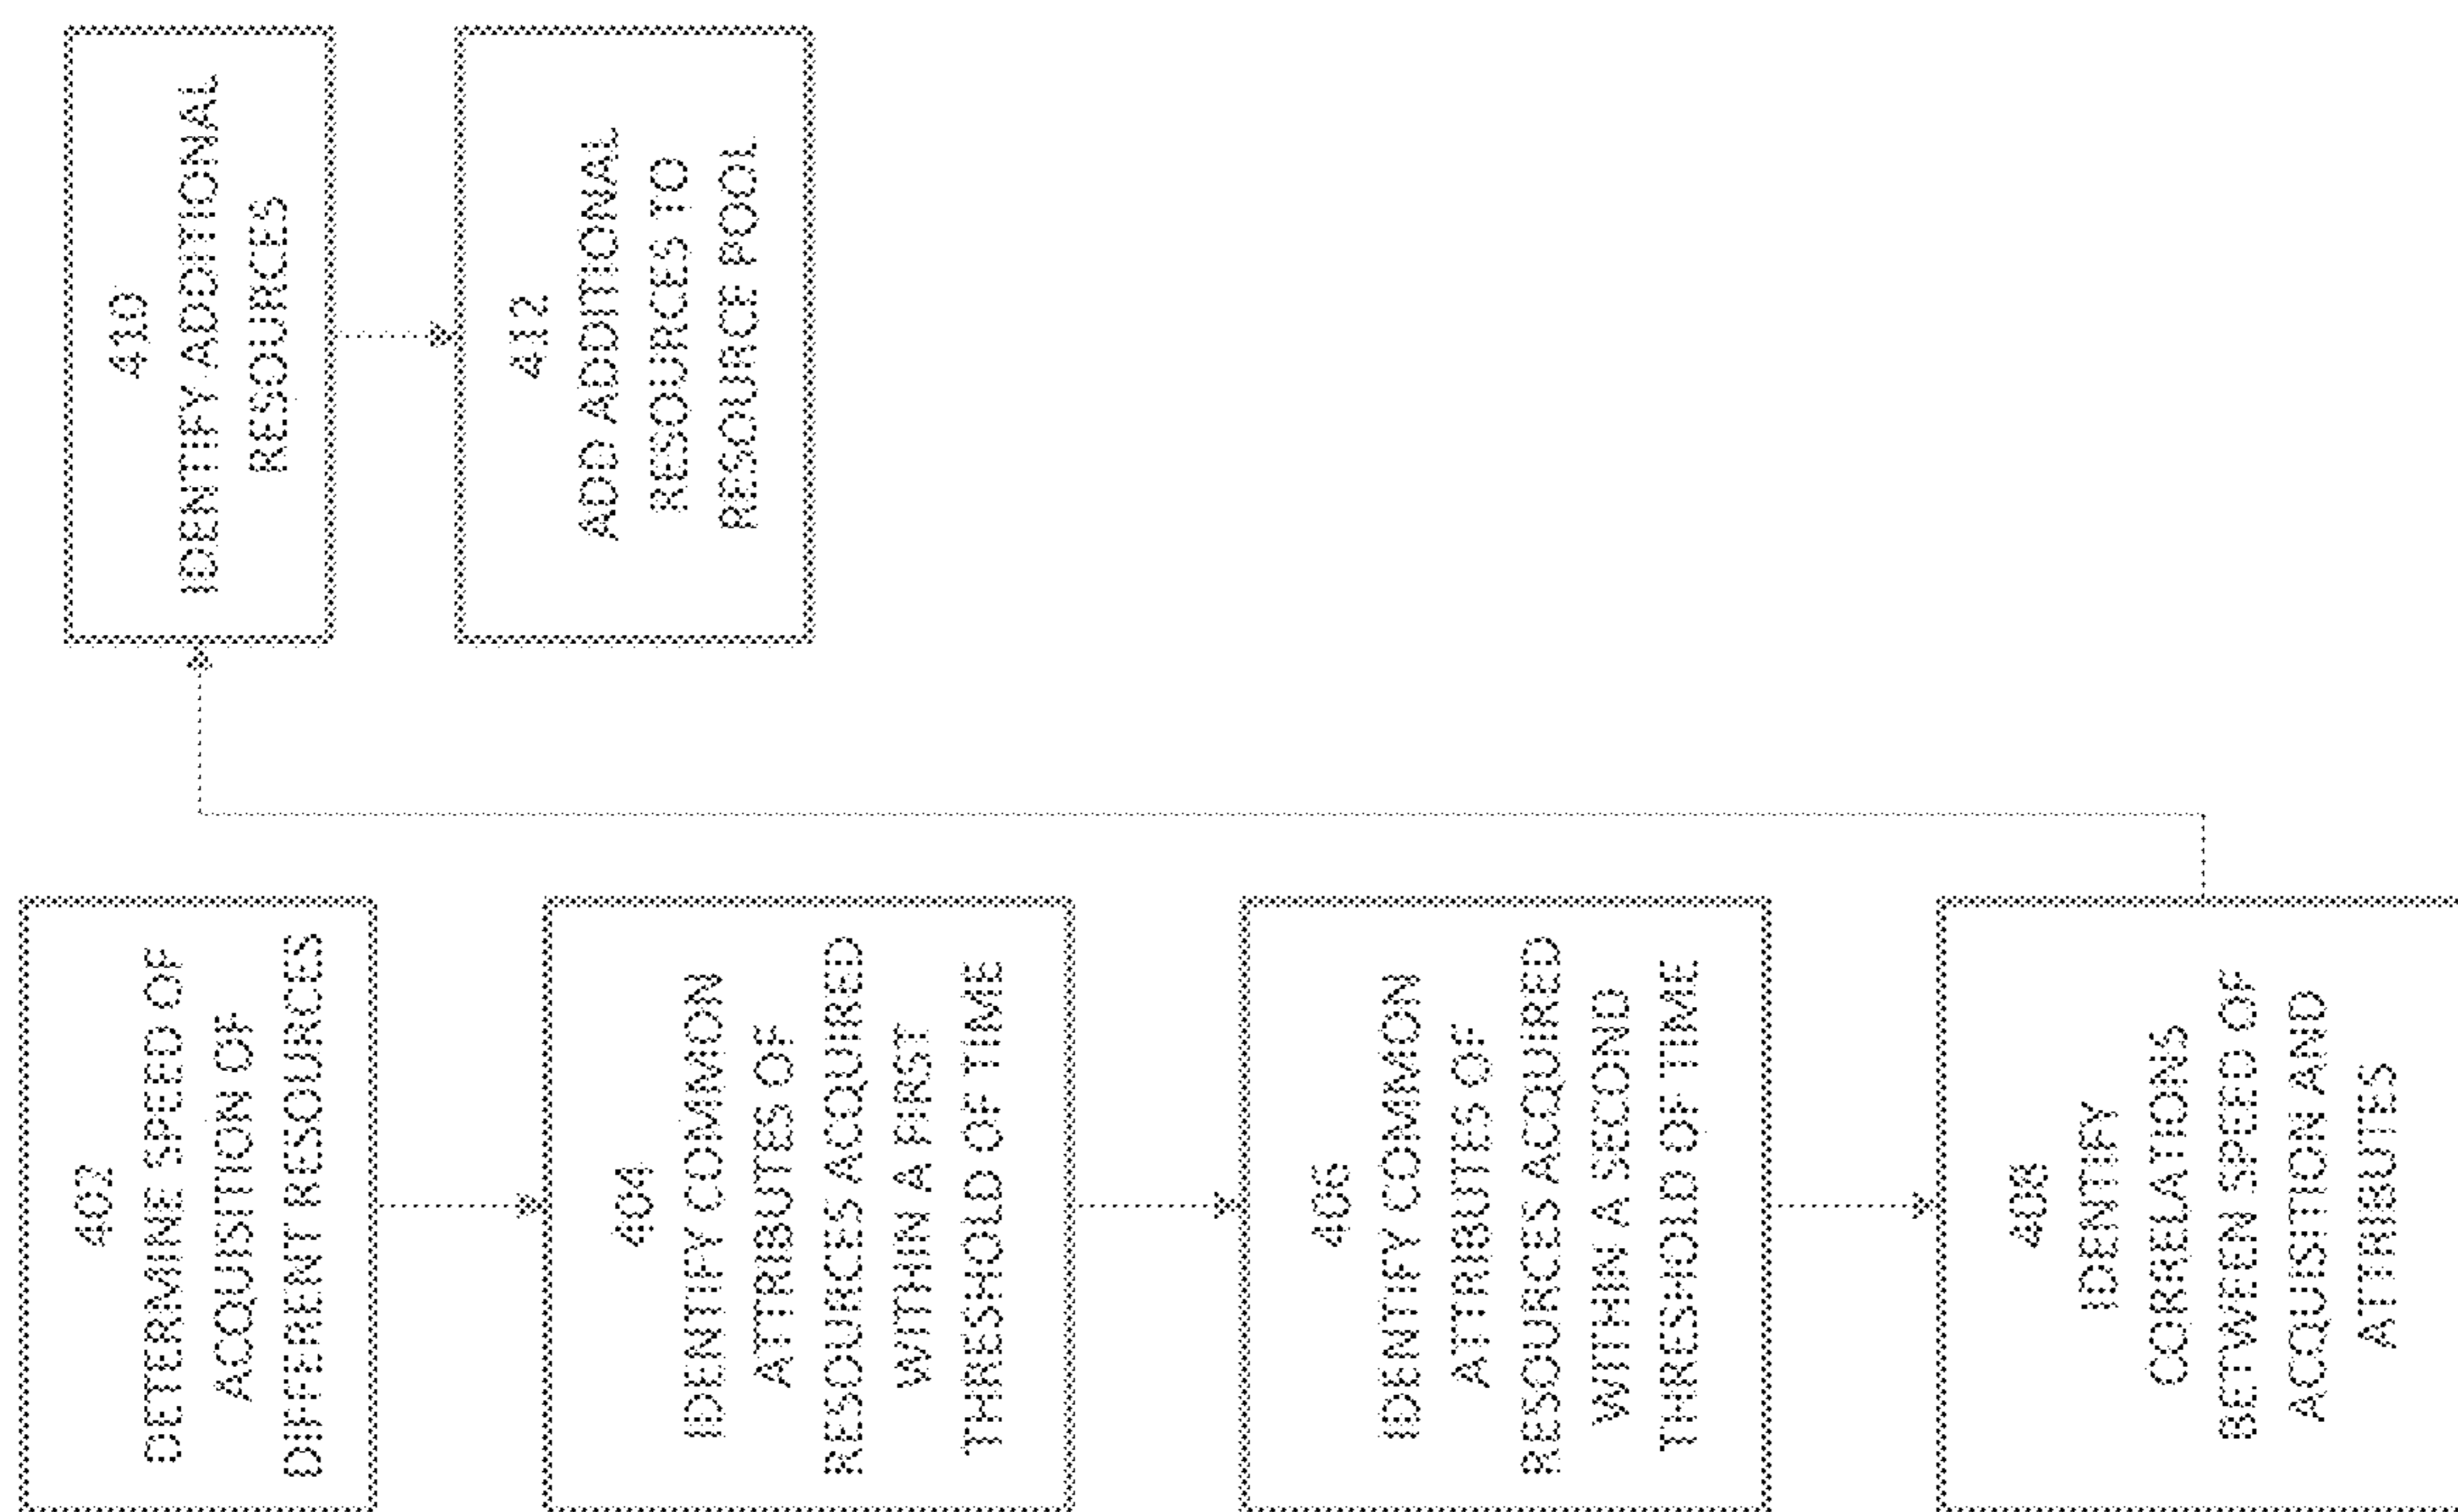 402
DETERMINE SPEED OF
ACQUISITION OF
DIFFERENT RESOURCES
404
IDENTIFY COMMON
ATTRIBUTES OF
RESOURCES ACQUIRED
WITHIN A FIRST
THRESHOLD OF TIME
406
IDENTIFY COMMON
ATTRIBUTES OF
RESOURCES ACQUIRED
WITHIN A SECOND
THRESHOLD OF TIME
408
IDENTIFY
CORRELATIONS
BETWEEN SPEED OF
ACQUISITION AND
ATTRIBUTES
410
IDENTIFY ADDITIONAL
RESOURCES
412
ADD ADDITIONAL
RESOURCES TO
RESOURCE POOL